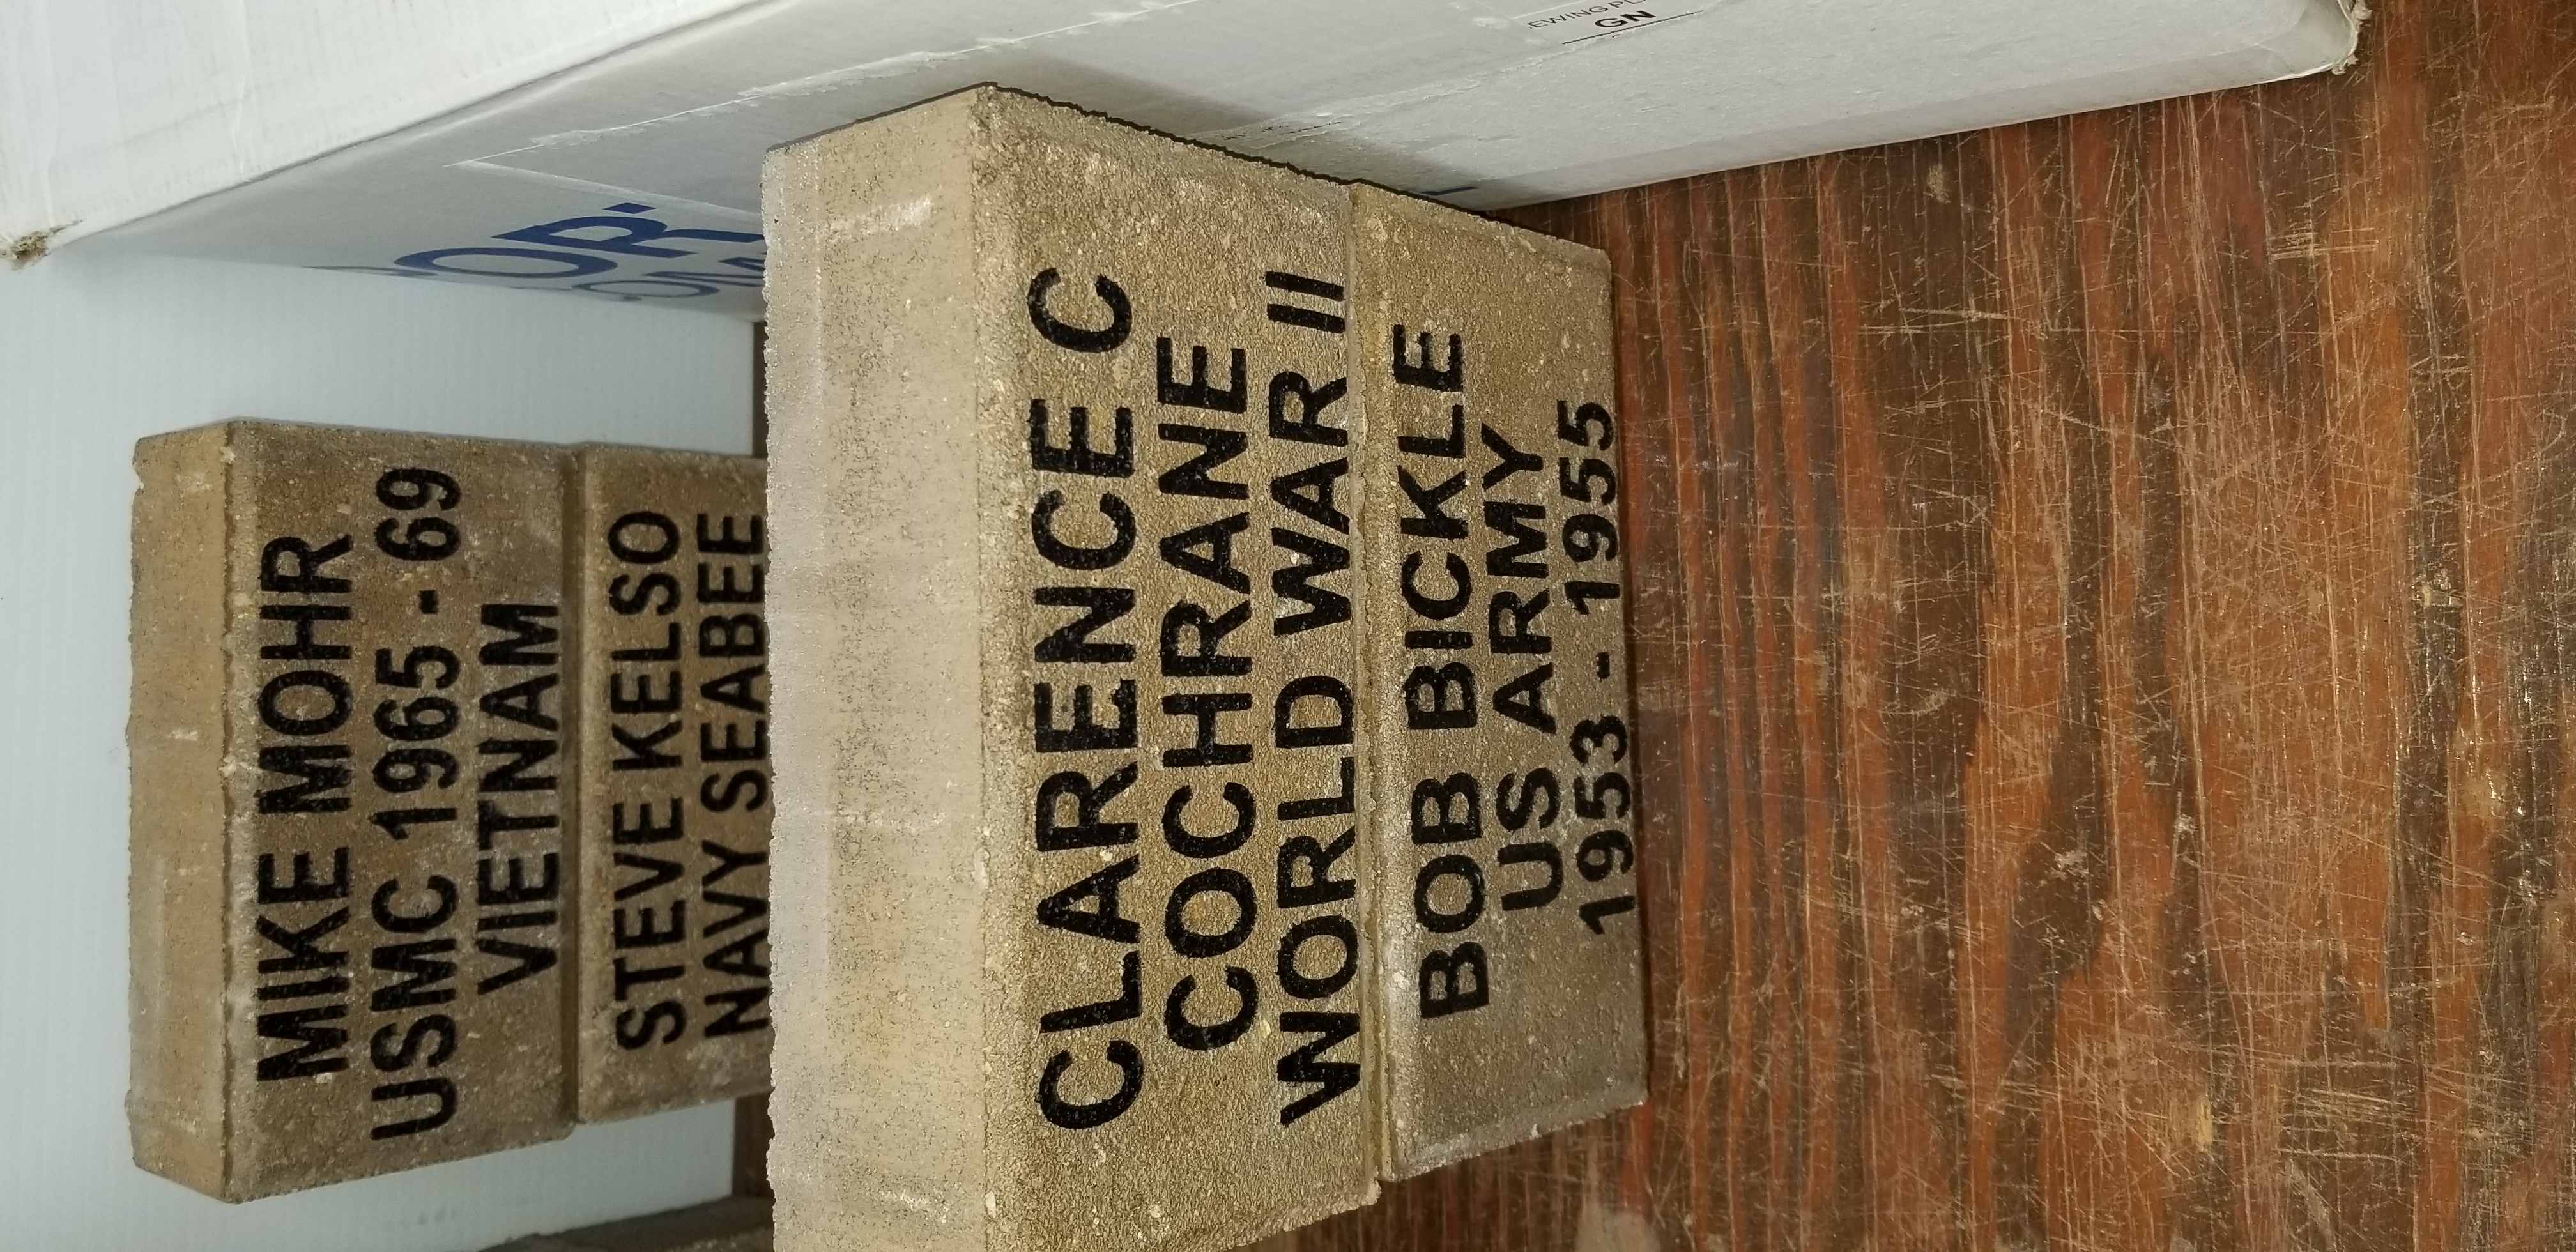 MIKE MOHR
USMC 1965 - 69
VIETNAM
STEVE KELSO
NAVY SEABEE
CLARENCE C
COCHRANE
WORLD WAR II
BOB BICKLE
US ARMY
1953 - 1955
GN